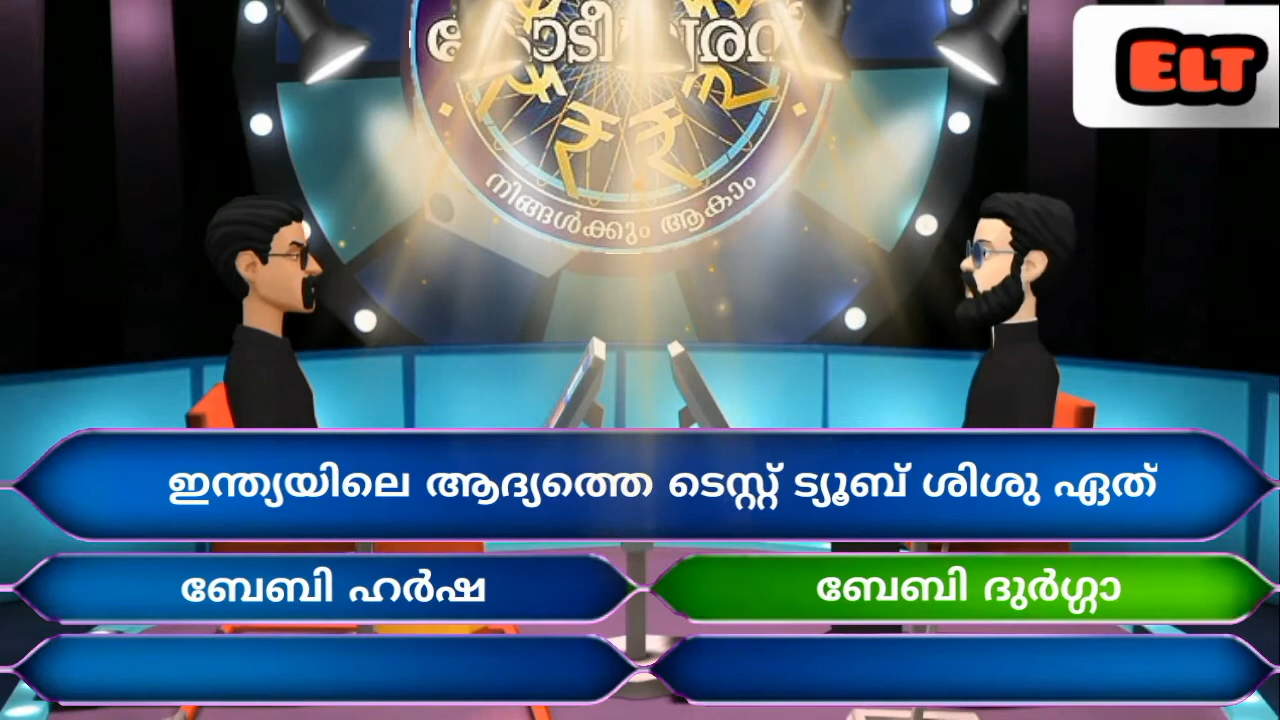 ELT
നിങ്ങൾക്കും ആകാം
ഇന്ത്യയിലെ ആദ്യത്തെ ടെസ്റ്റ് ട്യൂബ് ശിശു ഏത്
ബേബി ഹർഷ
ബേബി ദുർഗ്ഗാ